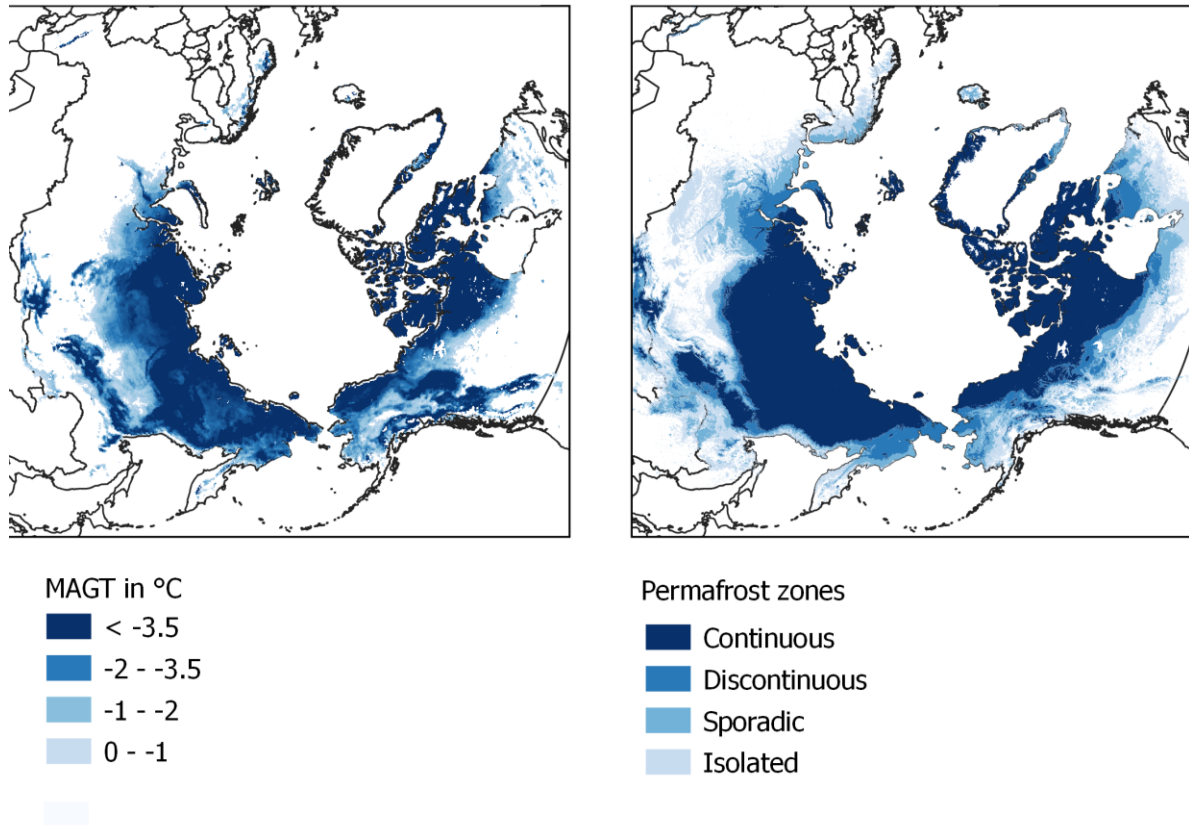 MAGT in °C
< -3.5
-2 - -3.5
-1 - -2
0 - -1
Permafrost zones
Continuous
Discontinuous
Sporadic
Isolated